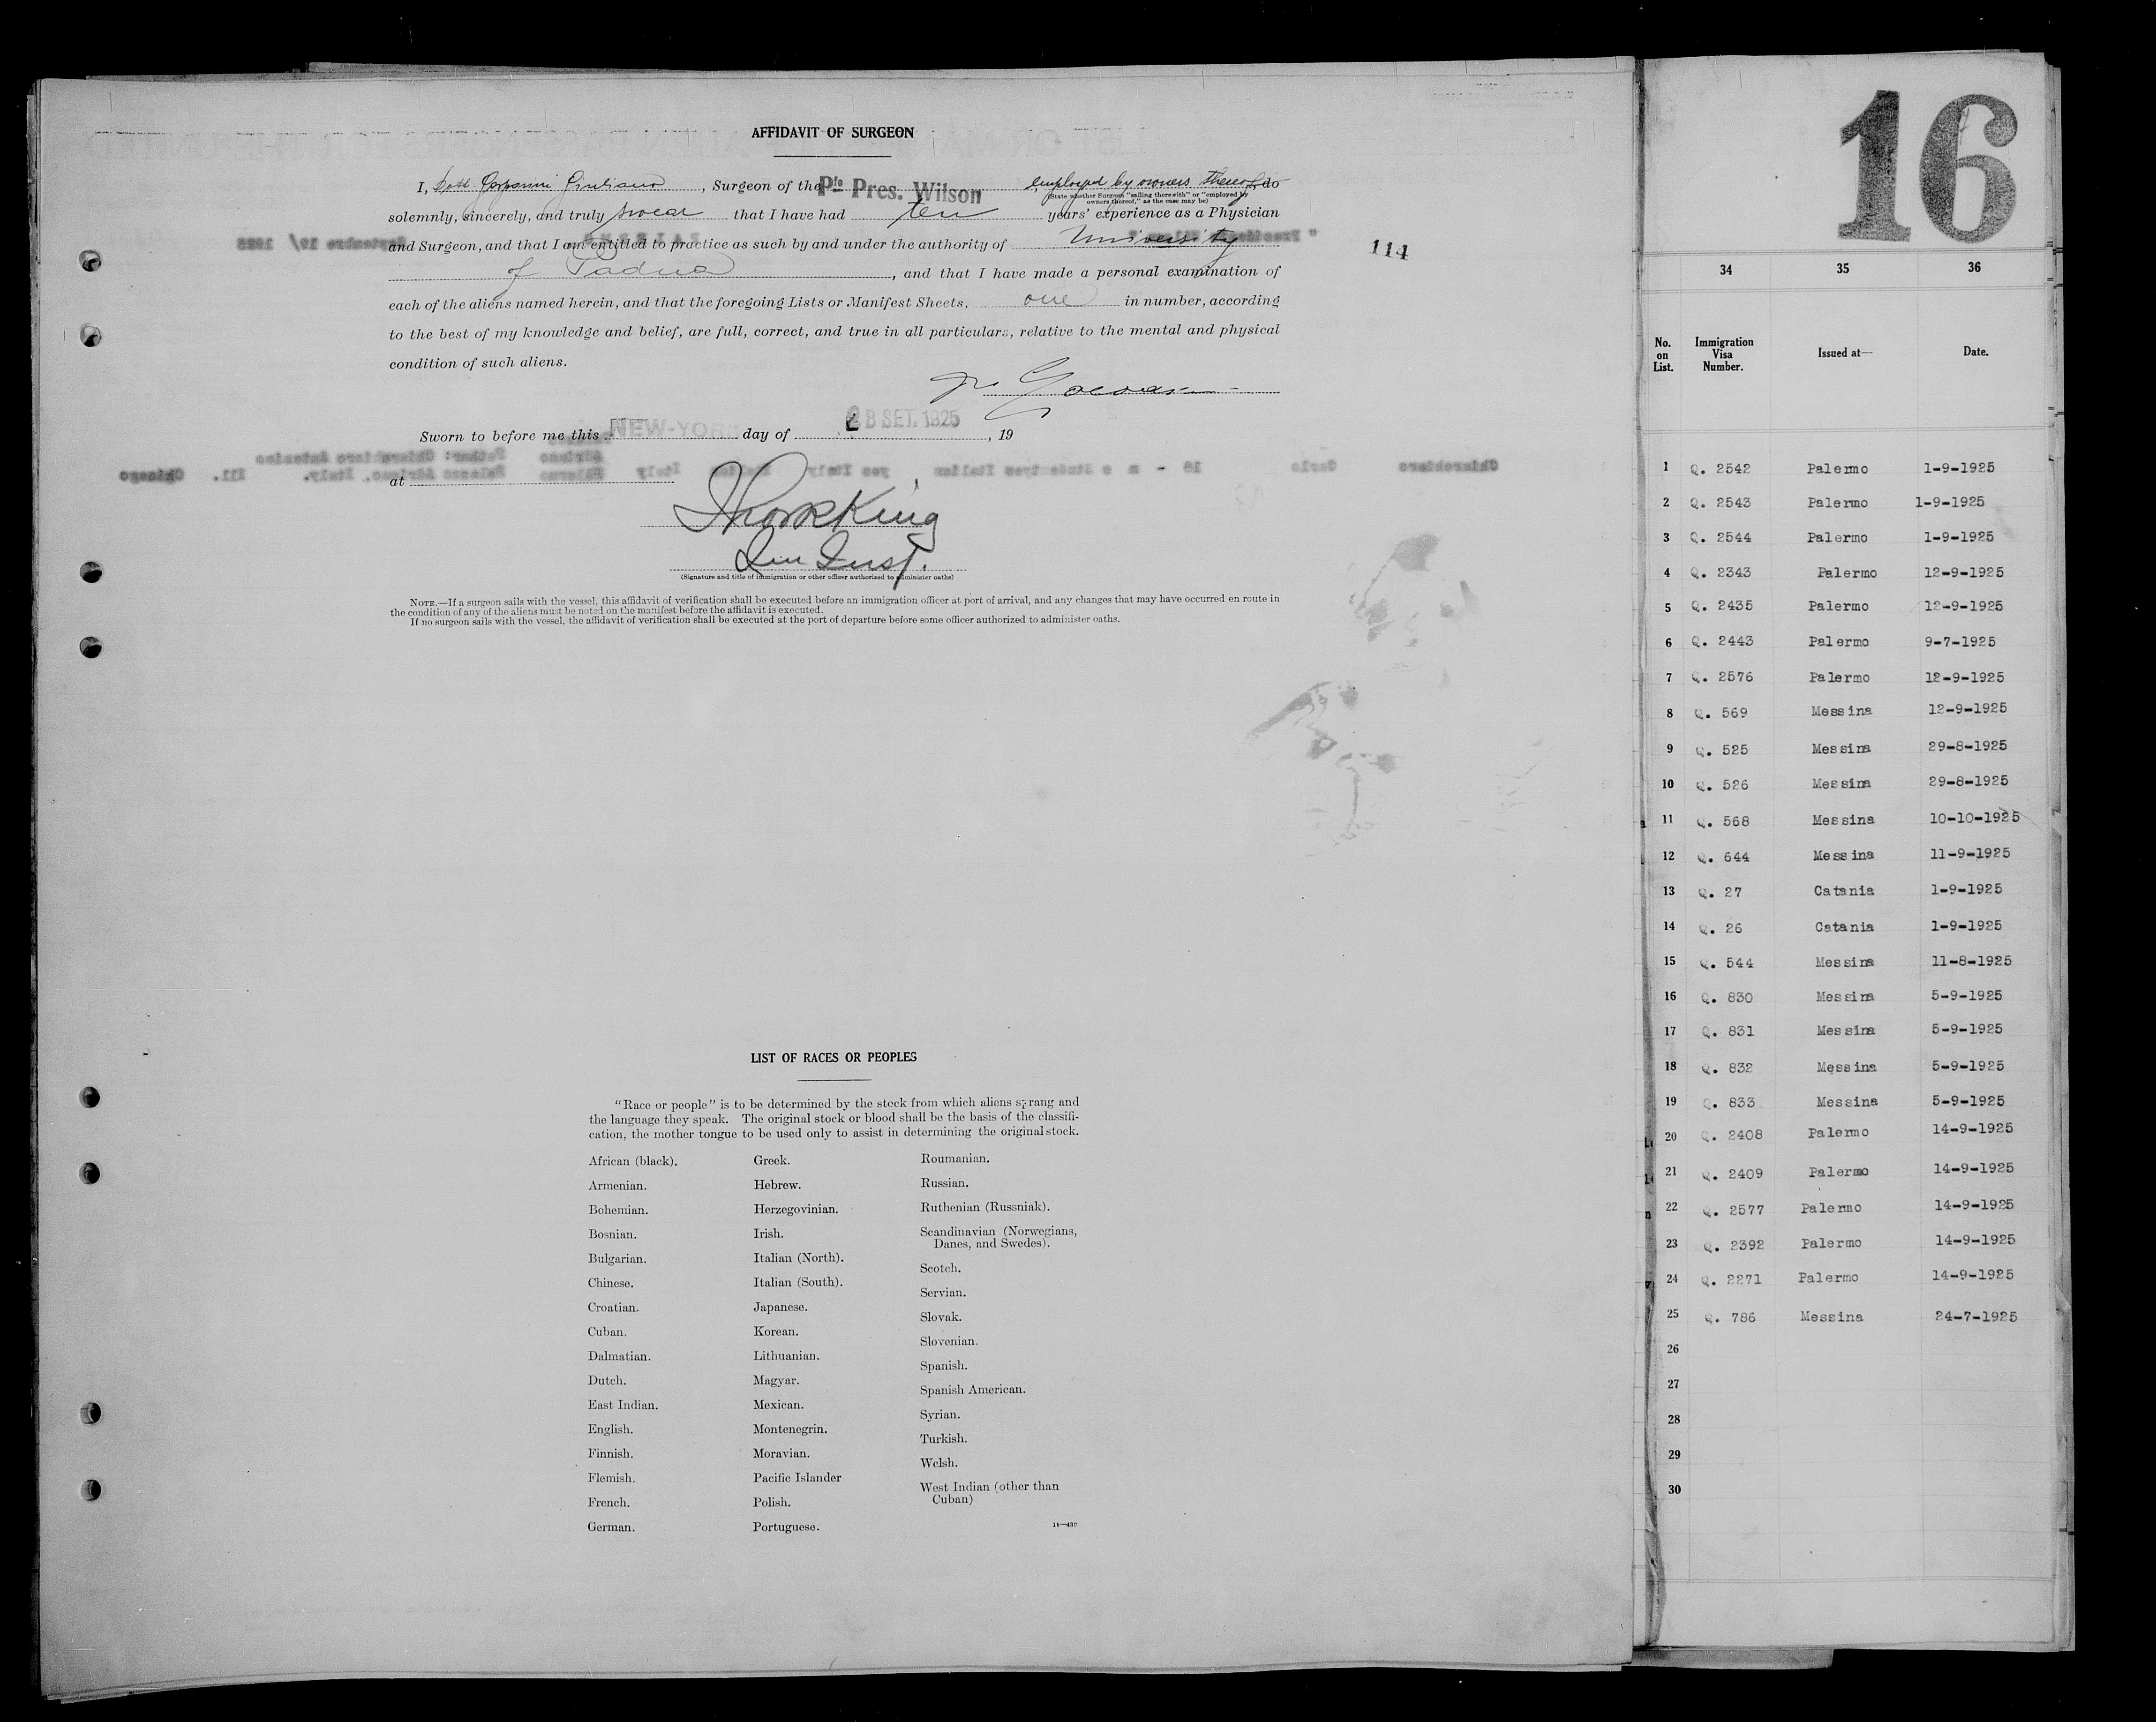 AFFIDAVIT OF SURGEON
I, Dott Giovanni Giuliano, Surgeon of the Pfo Pres. Wilson employed by owners thereof, do
(State whether Surgeon "sailing therewith" or "employed by
owners thereof," as the case may be)
solemnly, sincerely, and truly swear that I have had ten years' experience as a Physician
and Surgeon, and that I am entitled to practice as such by and under the authority of University
of Padua, and that I have made a personal examination of
each of the aliens named herein, and that the foregoing Lists or Manifest Sheets, one in number, according
to the best of my knowledge and belief, are full, correct, and true in all particulars, relative to the mental and physical
condition of such aliens.
Sworn to before me this NEW-YORK day of 28 SET. 1925, 19
at
King
Im Insp.
(Signature and title of immigration or other officer authorized to administer oaths)
NOTE.—If a surgeon sails with the vessel, this affidavit of verification shall be executed before an immigration officer at port of arrival, and any changes that may have occurred en route in
the condition of any of the aliens must be noted on the manifest before the affidavit is executed.
If no surgeon sails with the vessel, the affidavit of verification shall be executed at the port of departure before some officer authorized to administer oaths.
114
LIST OF RACES OR PEOPLES
"Race or people" is to be determined by the stock from which aliens sprang and
the language they speak. The original stock or blood shall be the basis of the classifi-
cation, the mother tongue to be used only to assist in determining the original stock.
African (black).
Armenian.
Bohemian.
Bosnian.
Bulgarian.
Chinese.
Croatian.
Cuban.
Dalmatian.
Dutch.
East Indian.
English.
Finnish.
Flemish.
French.
German.
Greek.
Hebrew.
Herzegovinian.
Irish.
Italian (North).
Italian (South).
Japanese.
Korean.
Lithuanian.
Magyar.
Mexican.
Montenegrin.
Moravian.
Pacific Islander
Polish.
Portuguese.
Roumanian.
Russian.
Ruthenian (Russniak).
Scandinavian (Norwegians,
Danes, and Swedes).
Scotch.
Servian.
Slovak.
Slovenian.
Spanish.
Spanish American.
Syrian.
Turkish.
Welsh.
West Indian (other than
Cuban)
14—430
16
34 35 36
No. on List. Immigration Visa Number. Issued at— Date.
1 Q. 2542 Palermo 1-9-1925
2 Q. 2543 Palermo 1-9-1925
3 Q. 2544 Palermo 1-9-1925
4 Q. 2343 Palermo 12-9-1925
5 Q. 2435 Palermo 12-9-1925
6 Q. 2443 Palermo 9-7-1925
7 Q. 2576 Palermo 12-9-1925
8 Q. 569 Messina 12-9-1925
9 Q. 525 Messina 29-8-1925
10 Q. 526 Messina 29-8-1925
11 Q. 568 Messina 10-10-1925
12 Q. 644 Messina 11-9-1925
13 Q. 27 Catania 1-9-1925
14 Q. 26 Catania 1-9-1925
15 Q. 544 Messina 11-8-1925
16 Q. 830 Messina 5-9-1925
17 Q. 831 Messina 5-9-1925
18 Q. 832 Messina 5-9-1925
19 Q. 833 Messina 5-9-1925
20 Q. 2408 Palermo 14-9-1925
21 Q. 2409 Palermo 14-9-1925
22 Q. 2577 Palermo 14-9-1925
23 Q. 2392 Palermo 14-9-1925
24 Q. 2271 Palermo 14-9-1925
25 Q. 786 Messina 24-7-1925
26
27
28
29
30